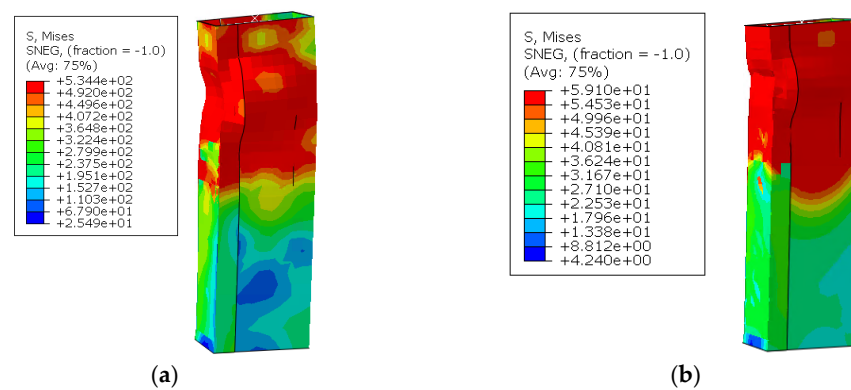 S, Mises
SNEG, (fraction = -1.0)
(Avg: 75%)
+5.344e+02
+4.920e+02
+4.496e+02
+4.072e+02
+3.648e+02
+3.224e+02
+2.799e+02
+2.375e+02
+1.951e+02
+1.527e+02
+1.103e+02
+6.790e+01
+2.549e+01
(a)
S, Mises
SNEG, (fraction = -1.0)
(Avg: 75%)
+5.910e+01
+5.453e+01
+4.996e+01
+4.539e+01
+4.081e+01
+3.624e+01
+3.167e+01
+2.710e+01
+2.253e+01
+1.796e+01
+1.338e+01
+8.812e+00
+4.240e+00
(b)